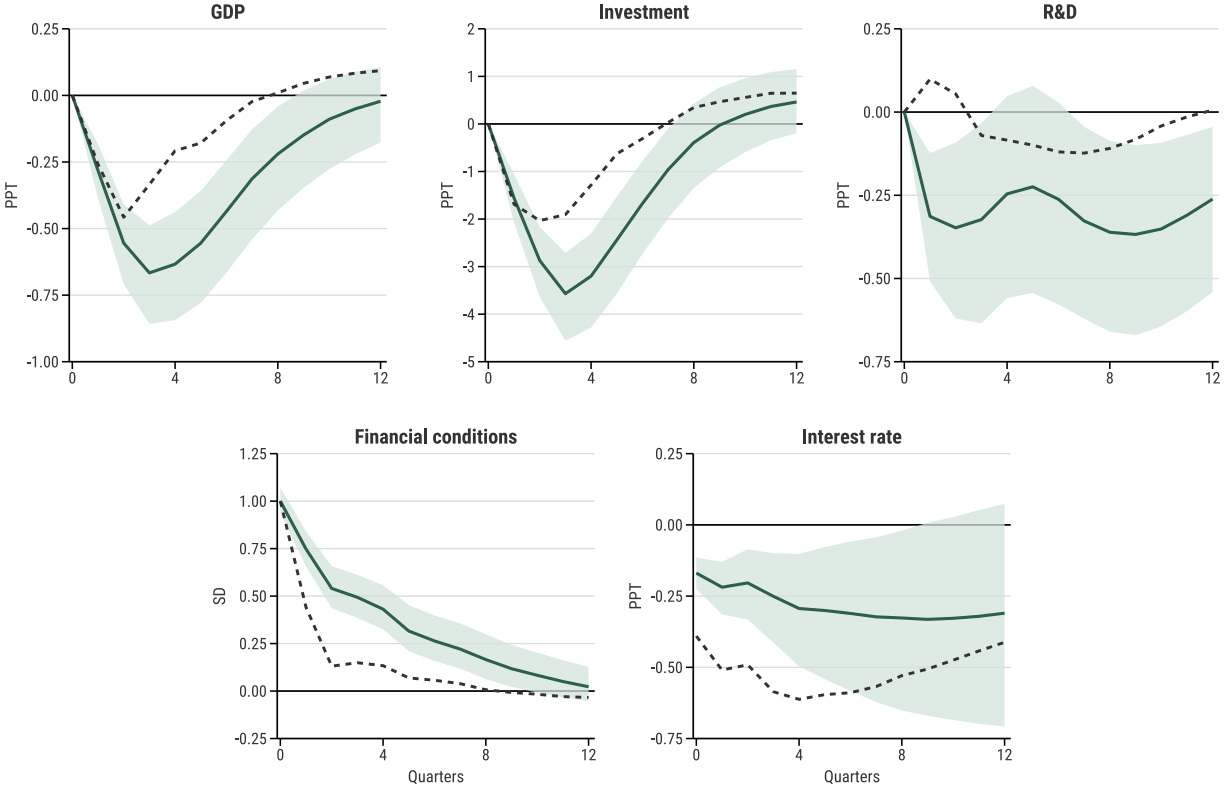 GDP
Investment
R&D
0.25
0.00
-0.25
-0.50
-0.75
-1.00
PPT
0 4 8 12
2
1
0
-1
-2
-3
-4
-5
PPT
0 4 8 12
0.25
0.00
-0.25
-0.50
-0.75
PPT
0 4 8 12
Financial conditions
Interest rate
1.25
1.00
0.75
0.50
0.25
0.00
-0.25
SD
0 4 8 12
Quarters
0.25
0.00
-0.25
-0.50
-0.75
PPT
0 4 8 12
Quarters